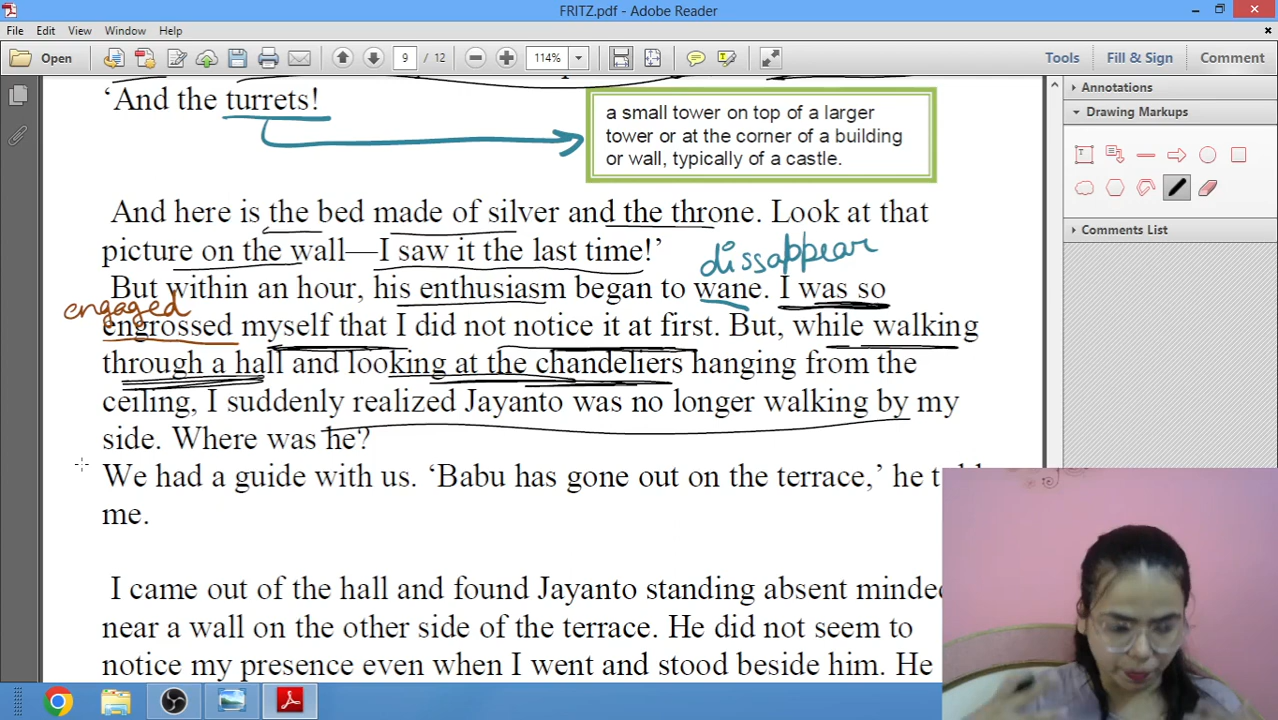 FRITZ.pdf - Adobe Reader
File Edit View Window Help
Open 9 / 12 114% Tools Fill & Sign Comment
Annotations
Drawing Markups
Comments List
‘And the turrets!
a small tower on top of a larger
tower or at the corner of a building
or wall, typically of a castle.
And here is the bed made of silver and the throne. Look at that
picture on the wall—I saw it the last time!’
dissappear
But within an hour, his enthusiasm began to wane. I was so
engaged
engrossed myself that I did not notice it at first. But, while walking
through a hall and looking at the chandeliers hanging from the
ceiling, I suddenly realized Jayanto was no longer walking by my
side. Where was he?
We had a guide with us. ‘Babu has gone out on the terrace,’ he
me.
I came out of the hall and found Jayanto standing absent
near a wall on the other side of the terrace. He did not seem to
notice my presence even when I went and stood beside him. He